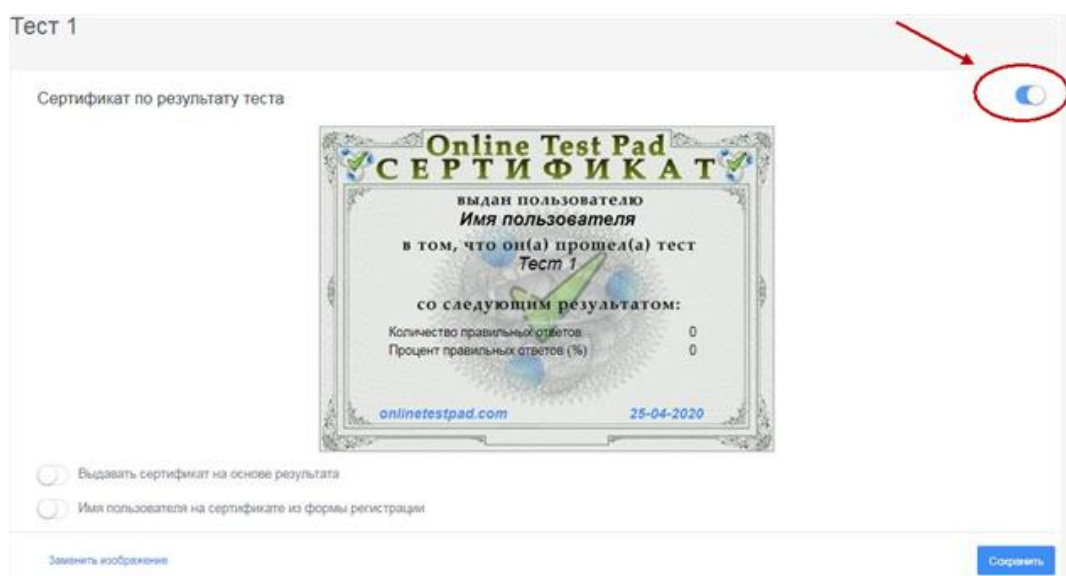 Тест 1
Сертификат по результату теста
Online Test Pad
СЕРТИФИКАТ
выдан пользователю
Имя пользователя
в том, что он(а) прошел(а) тест
Тест 1
со следующим результатом:
Количество правильных ответов 0
Процент правильных ответов (%) 0
onlinetestpad.com 25-04-2020
Выдавать сертификат на основе результата
Имя пользователя на сертификате из формы регистрации
Заменить изображение Сохранить